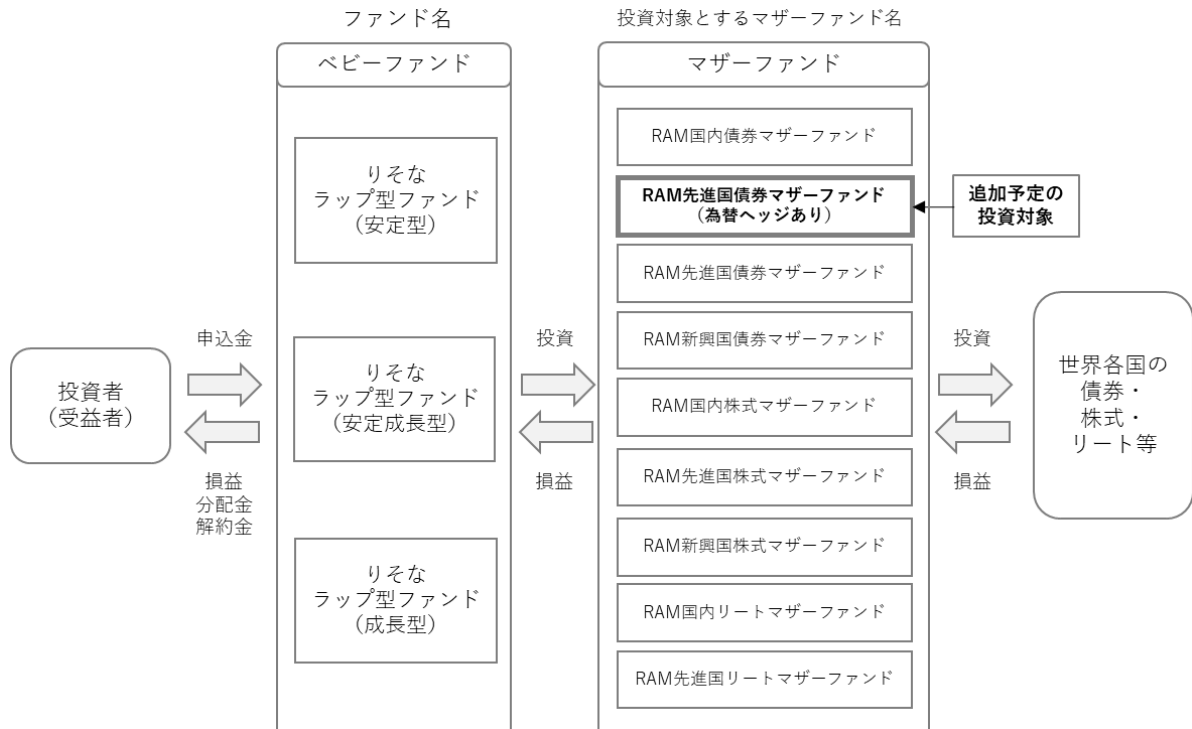 ファンド名
投資対象とするマザーファンド名
ベビーファンド
マザーファンド
りそな
ラップ型ファンド
(安定型)
りそな
ラップ型ファンド
(安定成長型)
りそな
ラップ型ファンド
(成長型)
RAM国内債券マザーファンド
RAM先進国債券マザーファンド
(為替ヘッジあり)
追加予定の
投資対象
RAM先進国債券マザーファンド
RAM新興国債券マザーファンド
RAM国内株式マザーファンド
RAM先進国株式マザーファンド
RAM新興国株式マザーファンド
RAM国内リートマザーファンド
RAM先進国リートマザーファンド
投資者
(受益者)
申込金
損益
分配金
解約金
投資
損益
投資
損益
世界各国の
債券・
株式・
リート等